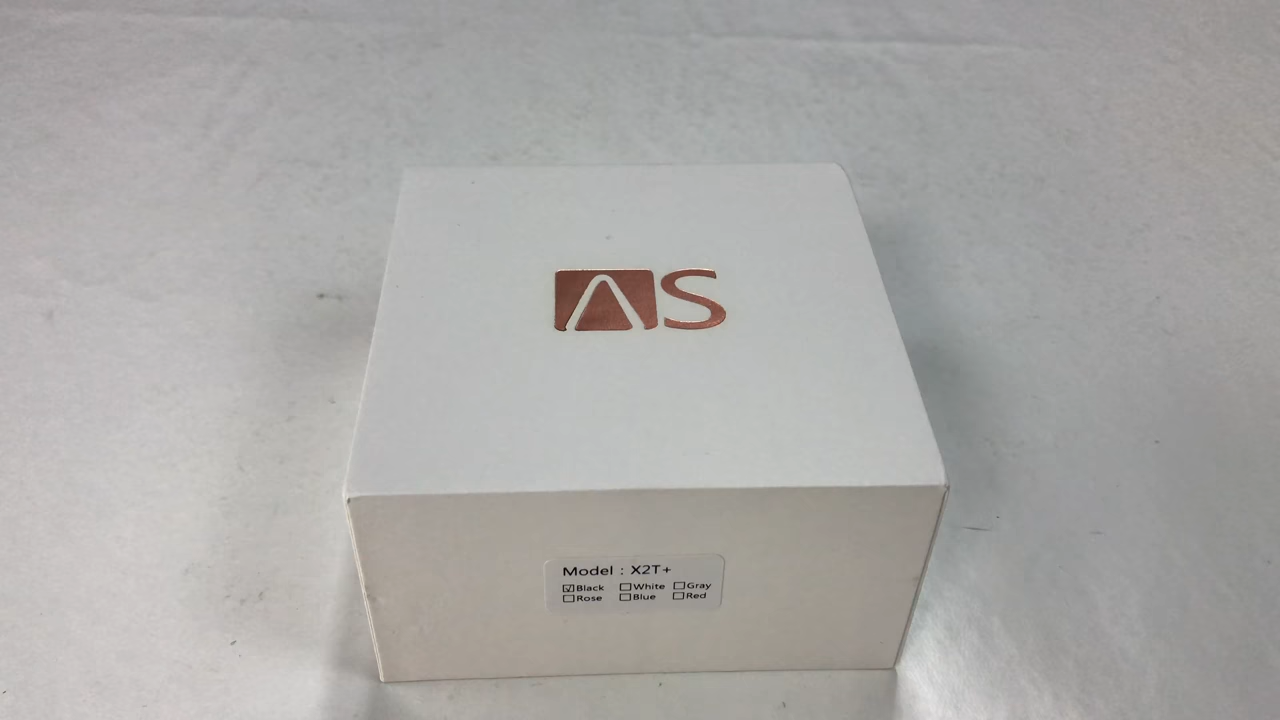 AS
Model : X2T+
☑Black ☐White ☐Gray
☐Rose ☐Blue ☐Red